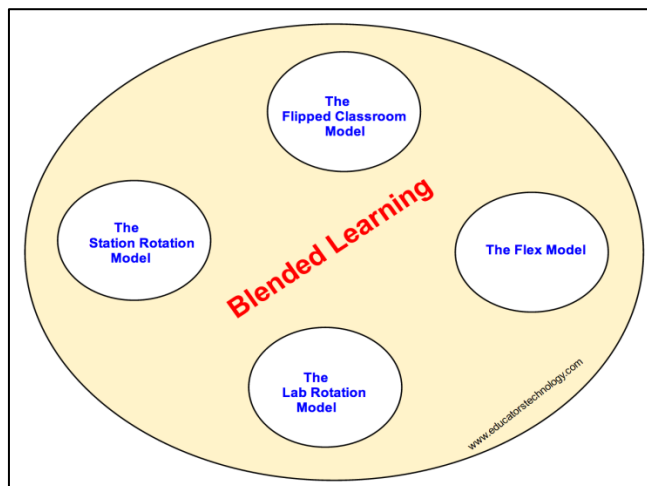 The
Flipped Classroom
Model
The
Station Rotation
Model
Blended Learning
The Flex Model
The
Lab Rotation
Model
www.educatorstechnology.com